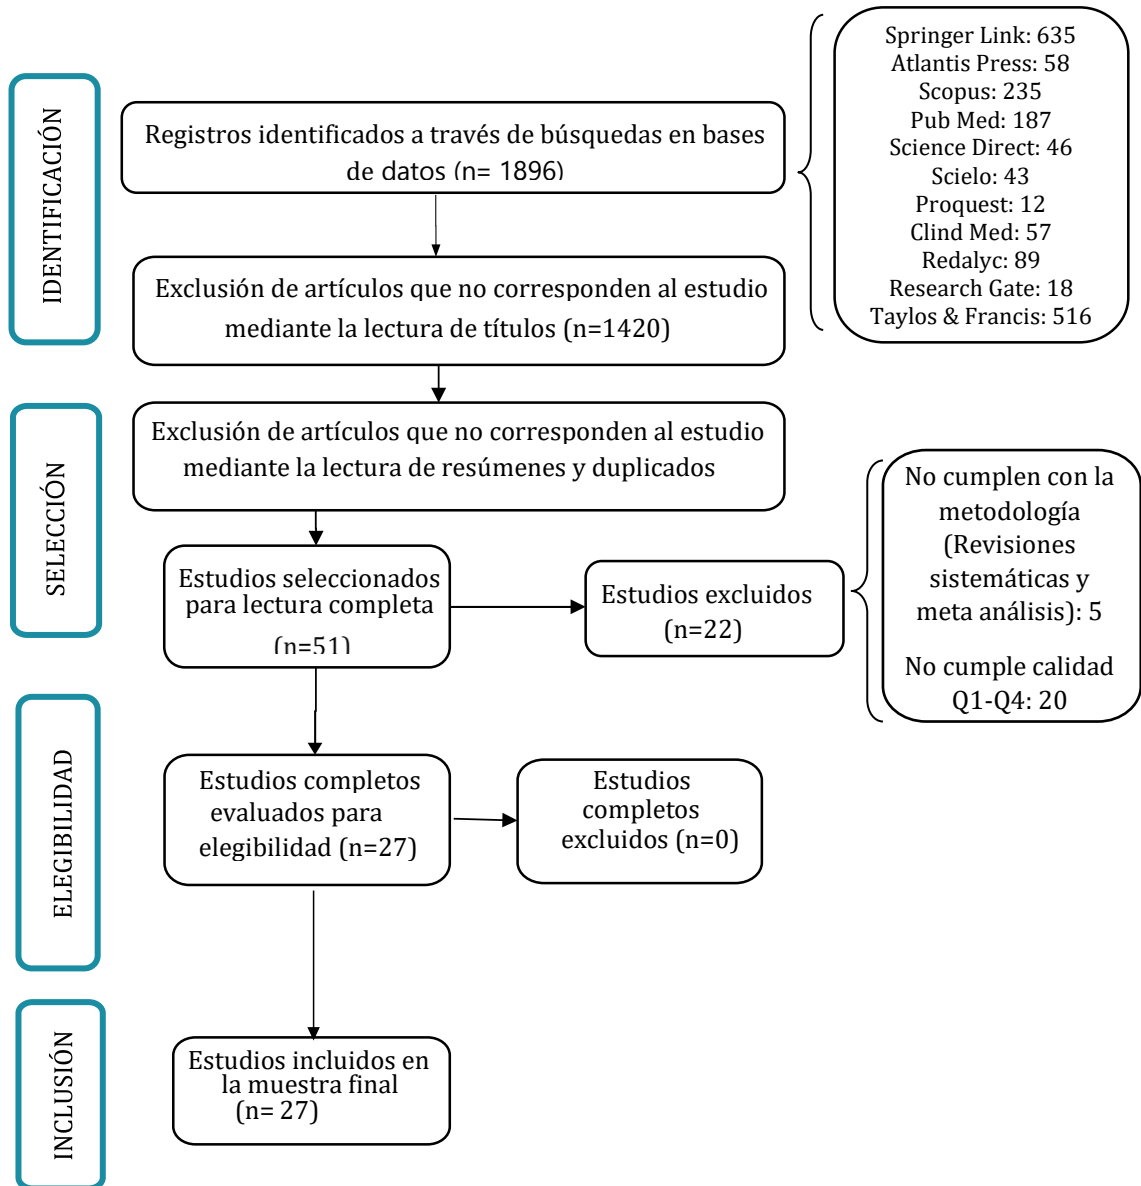 IDENTIFICACIÓN
Registros identificados a través de búsquedas en bases
de datos (n= 1896)
Springer Link: 635
Atlantis Press: 58
Scopus: 235
Pub Med: 187
Science Direct: 46
Scielo: 43
Proquest: 12
Clind Med: 57
Redalyc: 89
Research Gate: 18
Taylos & Francis: 516
Exclusión de artículos que no corresponden al estudio
mediante la lectura de títulos (n=1420)
SELECCIÓN
Exclusión de artículos que no corresponden al estudio
mediante la lectura de resúmenes y duplicados
Estudios seleccionados
para lectura completa
(n=51)
Estudios excluidos
(n=22)
No cumplen con la
metodología
(Revisiones
sistemáticas y
meta análisis): 5
No cumple calidad
Q1-Q4: 20
ELEGIBILIDAD
Estudios completos
evaluados para
elegibilidad (n=27)
Estudios
completos
excluidos (n=0)
INCLUSIÓN
Estudios incluidos en
la muestra final
(n= 27)